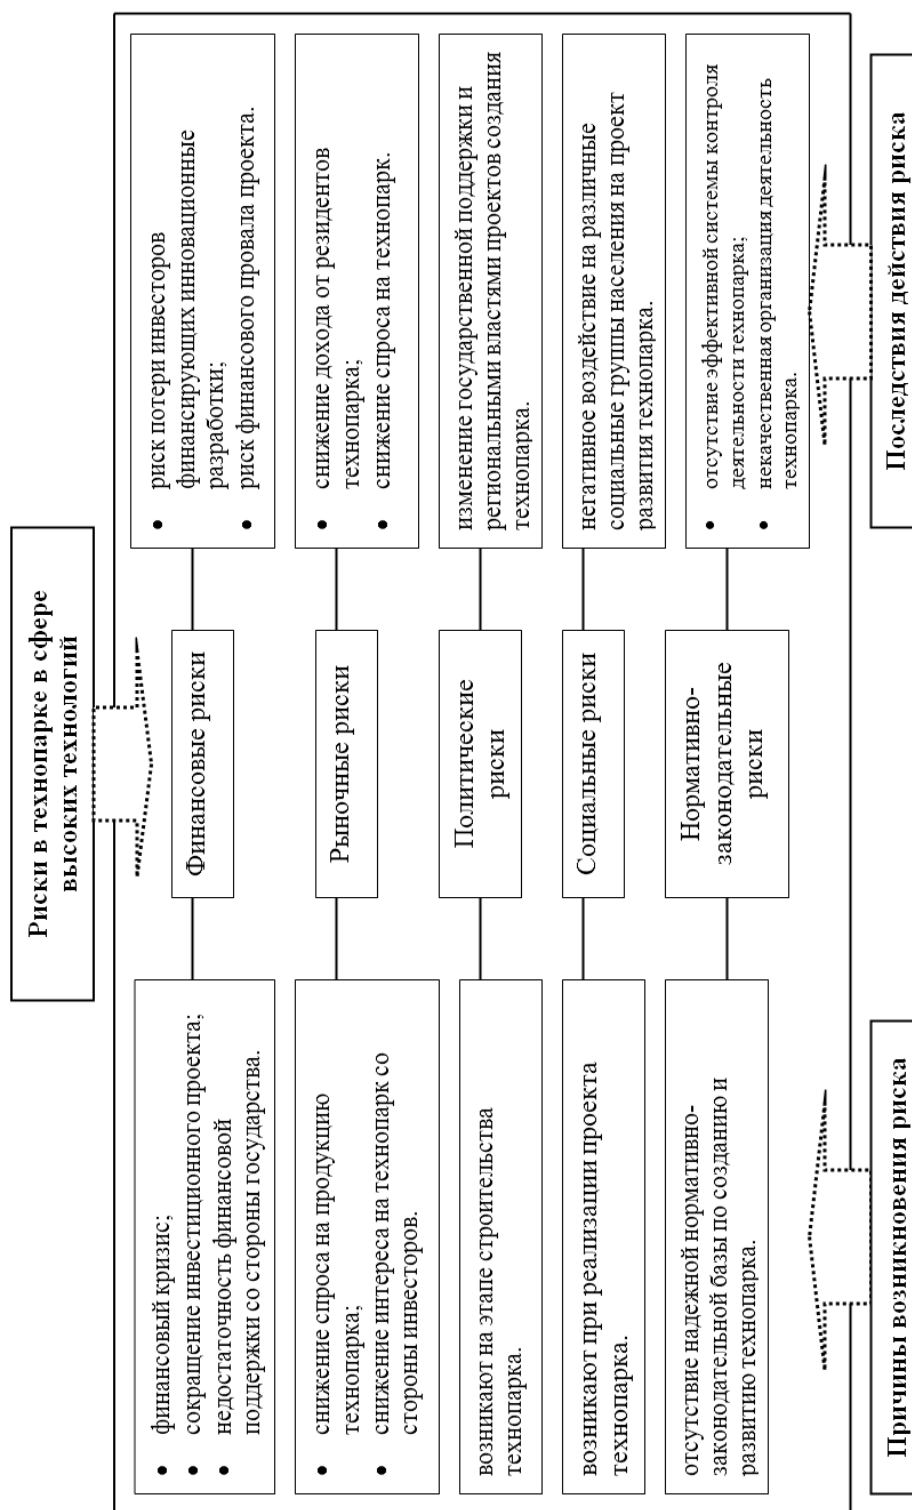 Риски в технопарке в сфере
высоких технологий
финансовый кризис;
сокращение инвестиционного проекта;
недостаточность финансовой
поддержки со стороны государства.
Финансовые риски
риск потери инвесторов
финансирующих инновационные
разработки;
риск финансового провала проекта.
снижение спроса на продукцию
технопарка;
снижение интереса на технопарк со
стороны инвесторов.
Рыночные риски
снижение дохода от резидентов
технопарка;
снижение спроса на технопарк.
возникают на этапе строительства
технопарка.
Политические
риски
изменение государственной поддержки и
региональными властями проектов создания
технопарка.
возникают при реализации проекта
технопарка.
Социальные риски
негативное воздействие на различные
социальные группы населения на проект
развития технопарка.
отсутствие надежной нормативно-
законодательной базы по созданию и
развитию технопарка.
Нормативно-
законодательные
риски
отсутствие эффективной системы контроля
деятельности технопарка;
некачественная организация деятельность
технопарка.
Причины возникновения риска
Последствия действия риска